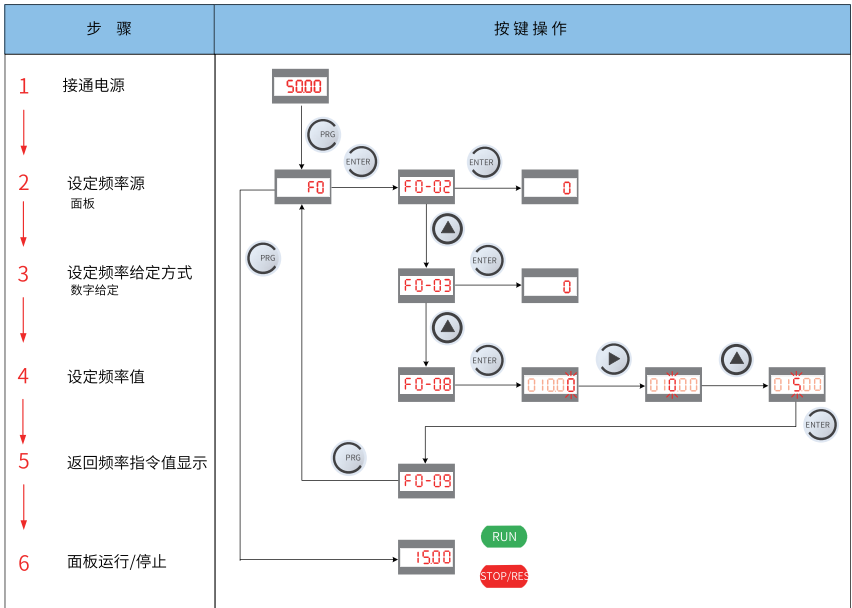 步 骤
按键操作
1
接通电源
50.00
PRG
ENTER
2
设定频率源
面板
F0
F0-02
ENTER
0
PRG
3
设定频率给定方式
数字给定
F0-03
ENTER
0
4
设定频率值
F0-08
ENTER
010.00
01000
01500
ENTER
5
返回频率指令值显示
PRG
F0-09
6
面板运行/停止
15.00
RUN
STOP/RES